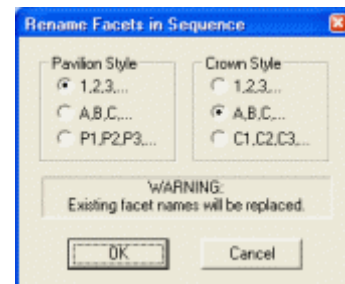 Rename Facets in Sequence
Pavilion Style
Crown Style
1,2,3,...
1,2,3,...
A,B,C,...
A,B,C,...
P1,P2,P3,...
C1,C2,C3,...
WARNING:
Existing facet names will be replaced.
OK
Cancel